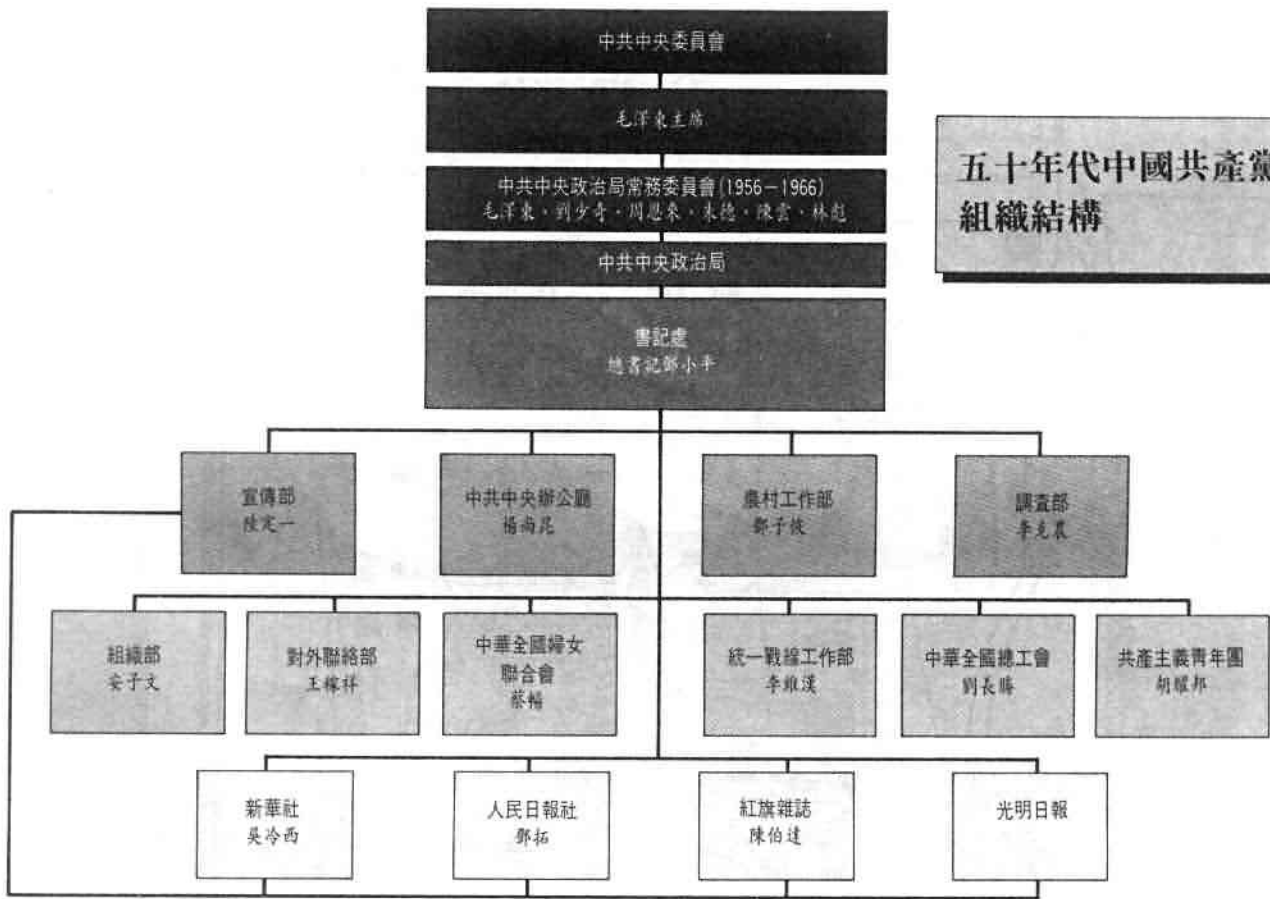 中共中央委員會
毛澤東主席
五十年代中國共產黨
組織結構
中共中央政治局常務委員會(1956－1966)
毛澤東、劉少奇、周恩來、朱德、陳雲、林彪
中共中央政治局
書記處
總書記鄧小平
宣傳部
陸定一
中共中央辦公廳
楊尚昆
農村工作部
鄧子恢
調查部
李克農
組織部
安子文
對外聯絡部
王稼祥
中華全國婦女
聯合會
蔡暢
統一戰線工作部
李維漢
中華全國總工會
劉長勝
共產主義青年團
胡耀邦
新華社
吳冷西
人民日報社
鄧拓
紅旗雜誌
陳伯達
光明日報